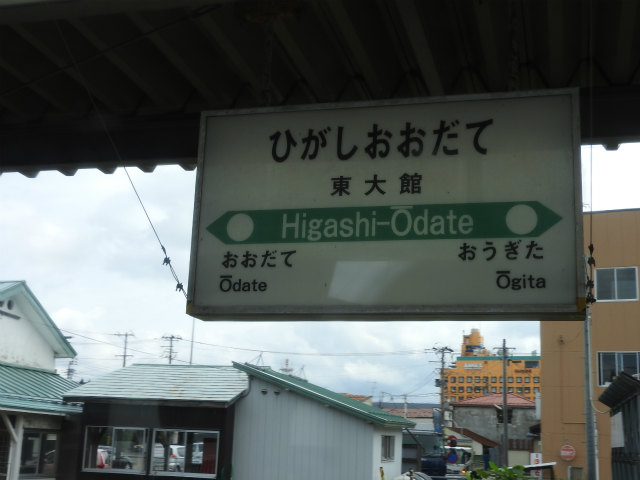 ひがしおおだて
東大館
Higashi-Ōdate
おおだて
Ōdate
おうぎた
Ōgita